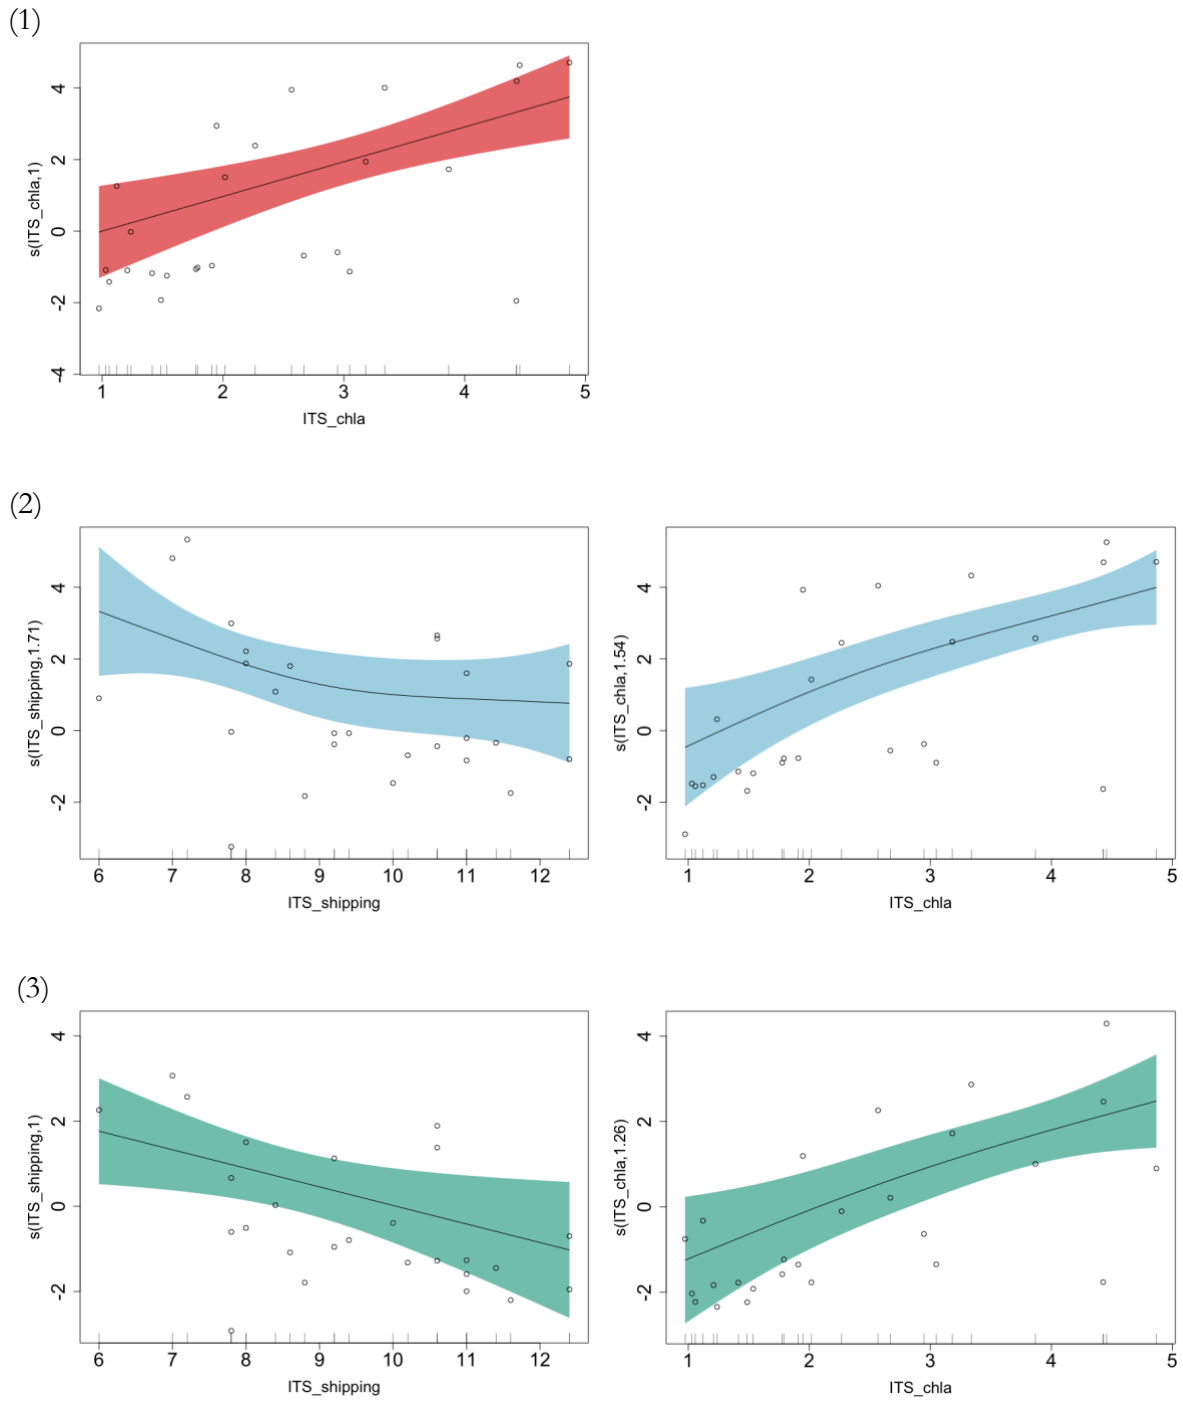 (1)
s(ITS_chla,1)
4
2
0
-2
-4
1 2 3 4 5
ITS_chla
(2)
s(ITS_shipping,1.71)
4
2
0
-2
6 7 8 9 10 11 12
ITS_shipping
s(ITS_chla,1.54)
4
2
0
-2
1 2 3 4 5
ITS_chla
(3)
s(ITS_shipping,1)
4
2
0
-2
6 7 8 9 10 11 12
ITS_shipping
s(ITS_chla,1.26)
4
2
0
-2
1 2 3 4 5
ITS_chla